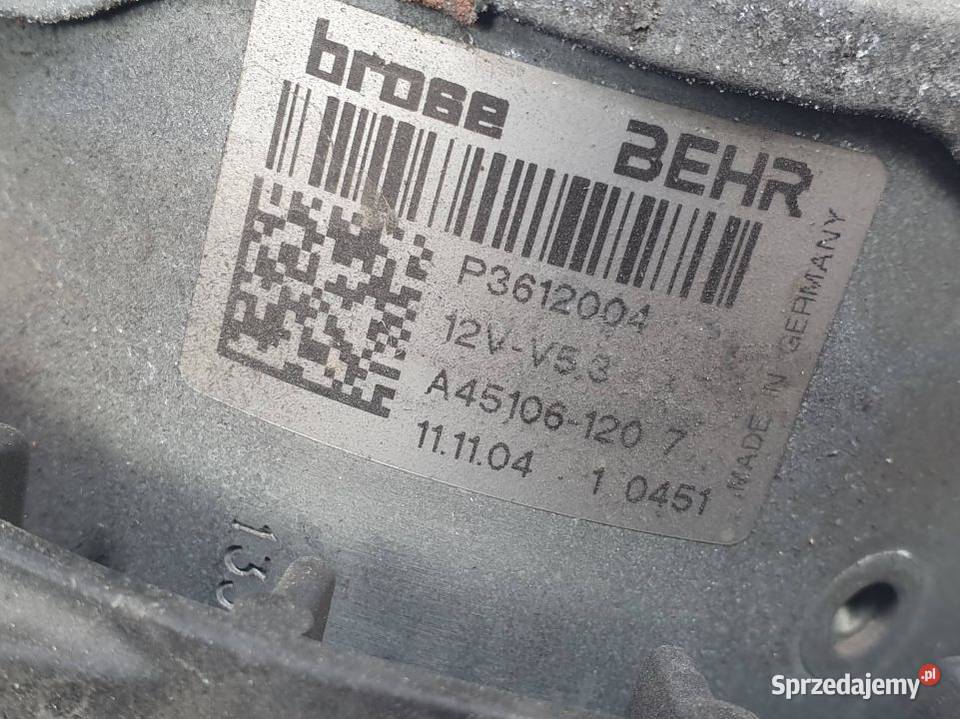 brose
BEHR
P3612004
12V-V5,3
A45106-120 7
11.11.04 1 0451
MADE IN GERMANY
Sprzedajemy.pl